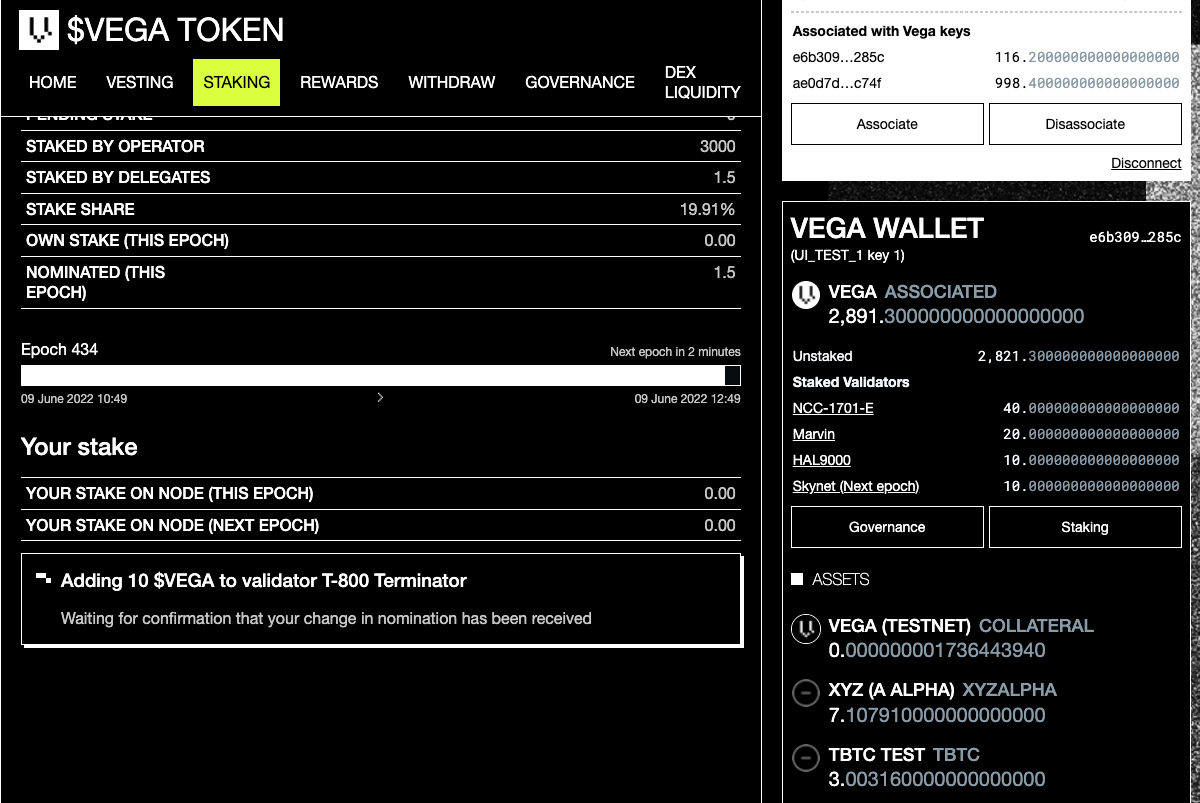 $VEGA TOKEN
HOME
VESTING
STAKING
REWARDS
WITHDRAW
GOVERNANCE
DEX
LIQUIDITY
PENDING STAKE
STAKED BY OPERATOR 3000
STAKED BY DELEGATES 1.5
STAKE SHARE 19.91%
OWN STAKE (THIS EPOCH) 0.00
NOMINATED (THIS 1.5
EPOCH)
Epoch 434
Next epoch in 2 minutes
09 June 2022 10:49
09 June 2022 12:49
Your stake
YOUR STAKE ON NODE (THIS EPOCH) 0.00
YOUR STAKE ON NODE (NEXT EPOCH) 0.00
Adding 10 $VEGA to validator T-800 Terminator
Waiting for confirmation that your change in nomination has been received
Associated with Vega keys
e6b309…285c 116.200000000000000000
ae0d7d…c74f 998.400000000000000000
Associate
Disassociate
Disconnect
VEGA WALLET
e6b309…285c
(UI_TEST_1 key 1)
VEGA ASSOCIATED
2,891.300000000000000000
Unstaked 2,821.300000000000000000
Staked Validators
NCC-1701-E 40.000000000000000000
Marvin 20.000000000000000000
HAL9000 10.000000000000000000
Skynet (Next epoch) 10.000000000000000000
Governance
Staking
ASSETS
VEGA (TESTNET) COLLATERAL
0.000000001736443940
XYZ (A ALPHA) XYZALPHA
7.107910000000000000
TBTC TEST TBTC
3.003160000000000000